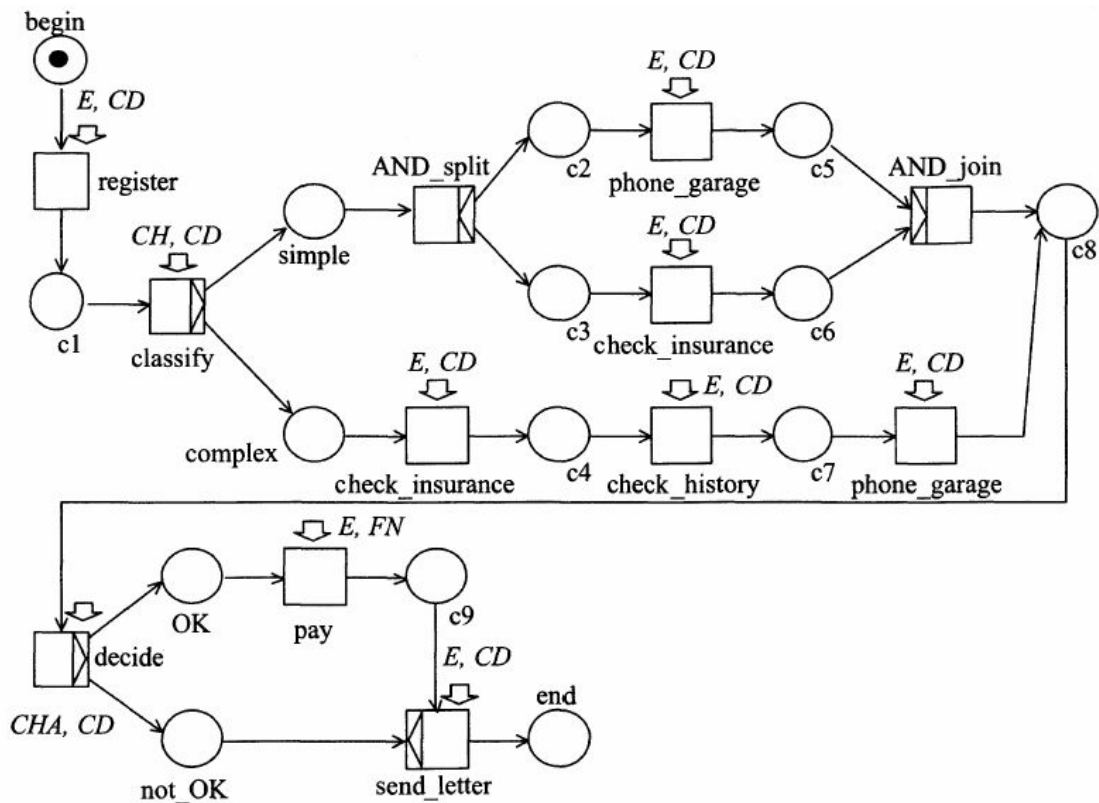 begin
E, CD
register
c1
CH, CD
classify
simple
AND_split
c2
E, CD
phone_garage
c5
AND_join
c8
c3
E, CD
check_insurance
c6
complex
E, CD
check_insurance
c4
E, CD
check_history
c7
E, CD
phone_garage
decide
CHA, CD
OK
E, FN
pay
c9
not_OK
E, CD
send_letter
end